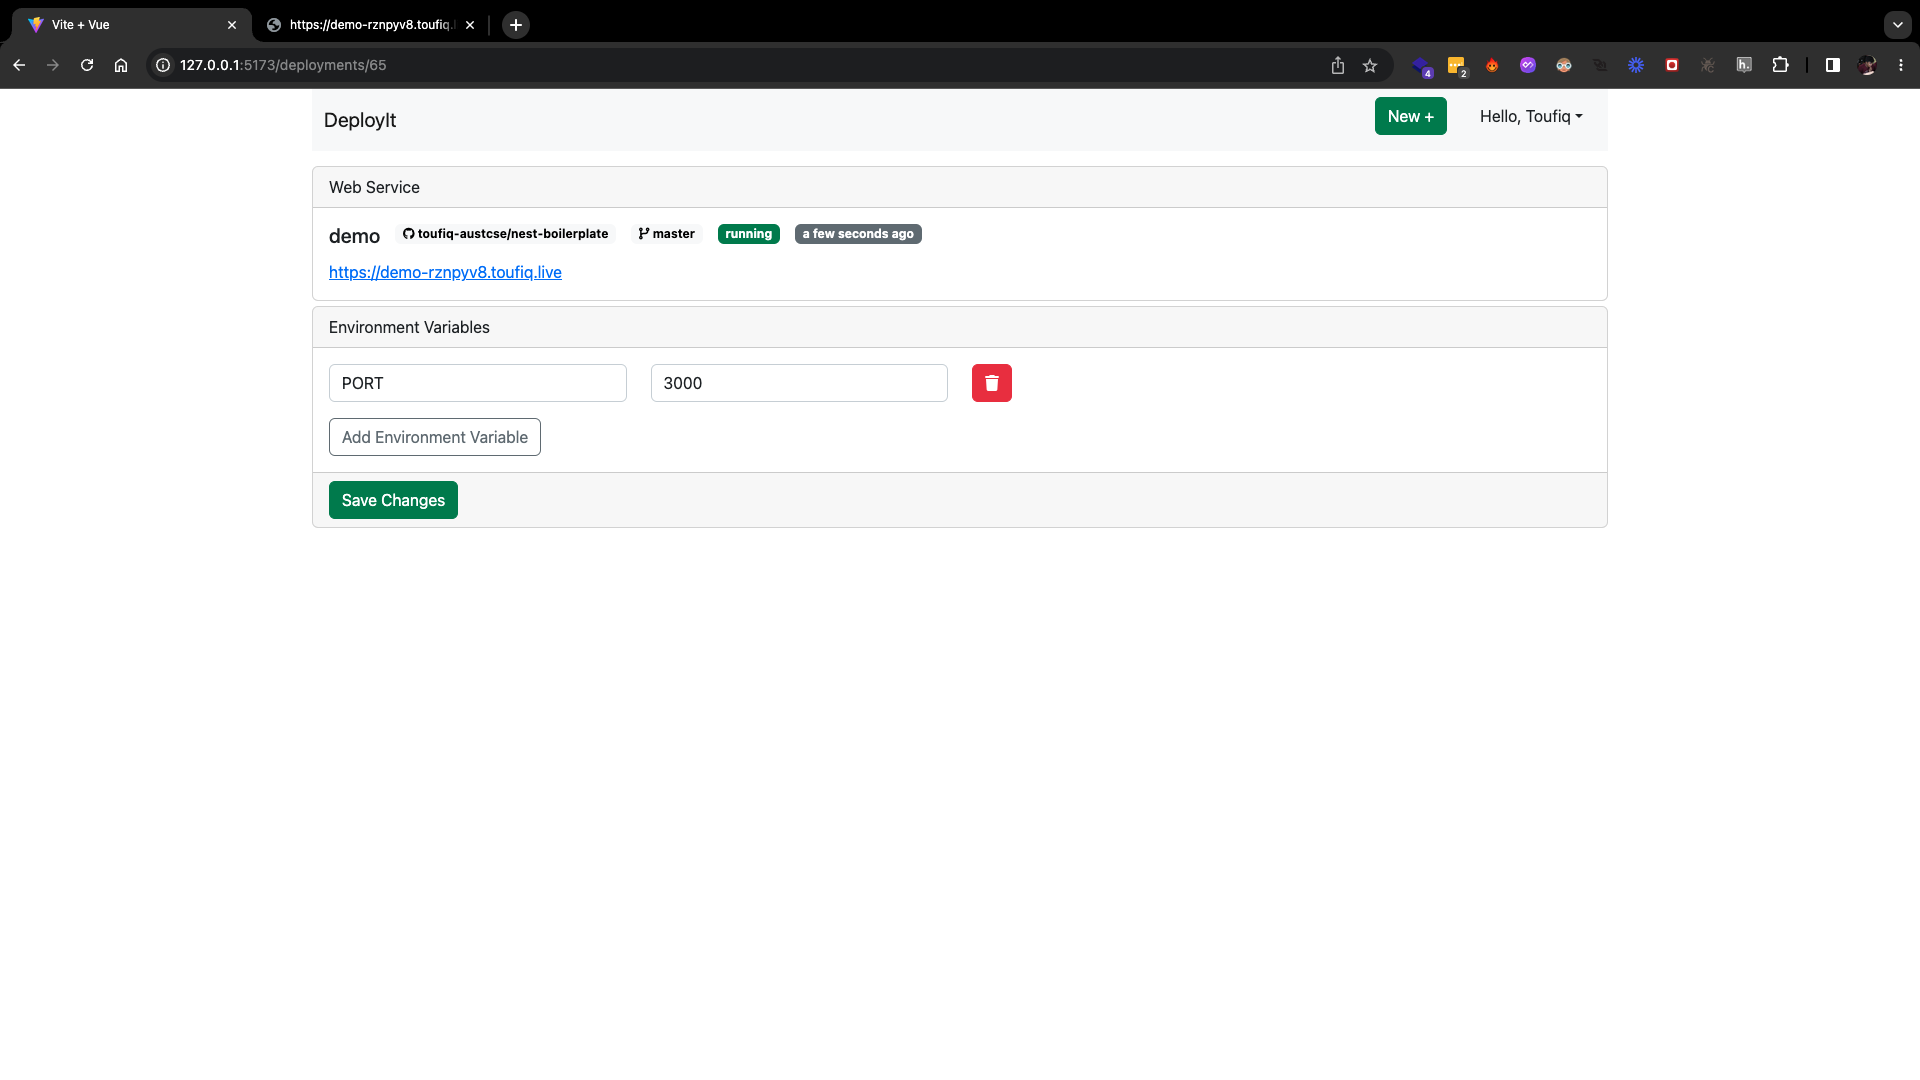 Vite + Vue
https://demo-rznpyv8.toufiq.l
127.0.0.1:5173/deployments/65
4
2
h.
DeployIt
New +
Hello, Toufiq
Web Service
demo
toufiq-austcse/nest-boilerplate
master
running
a few seconds ago
https://demo-rznpyv8.toufiq.live
Environment Variables
PORT
3000
Add Environment Variable
Save Changes